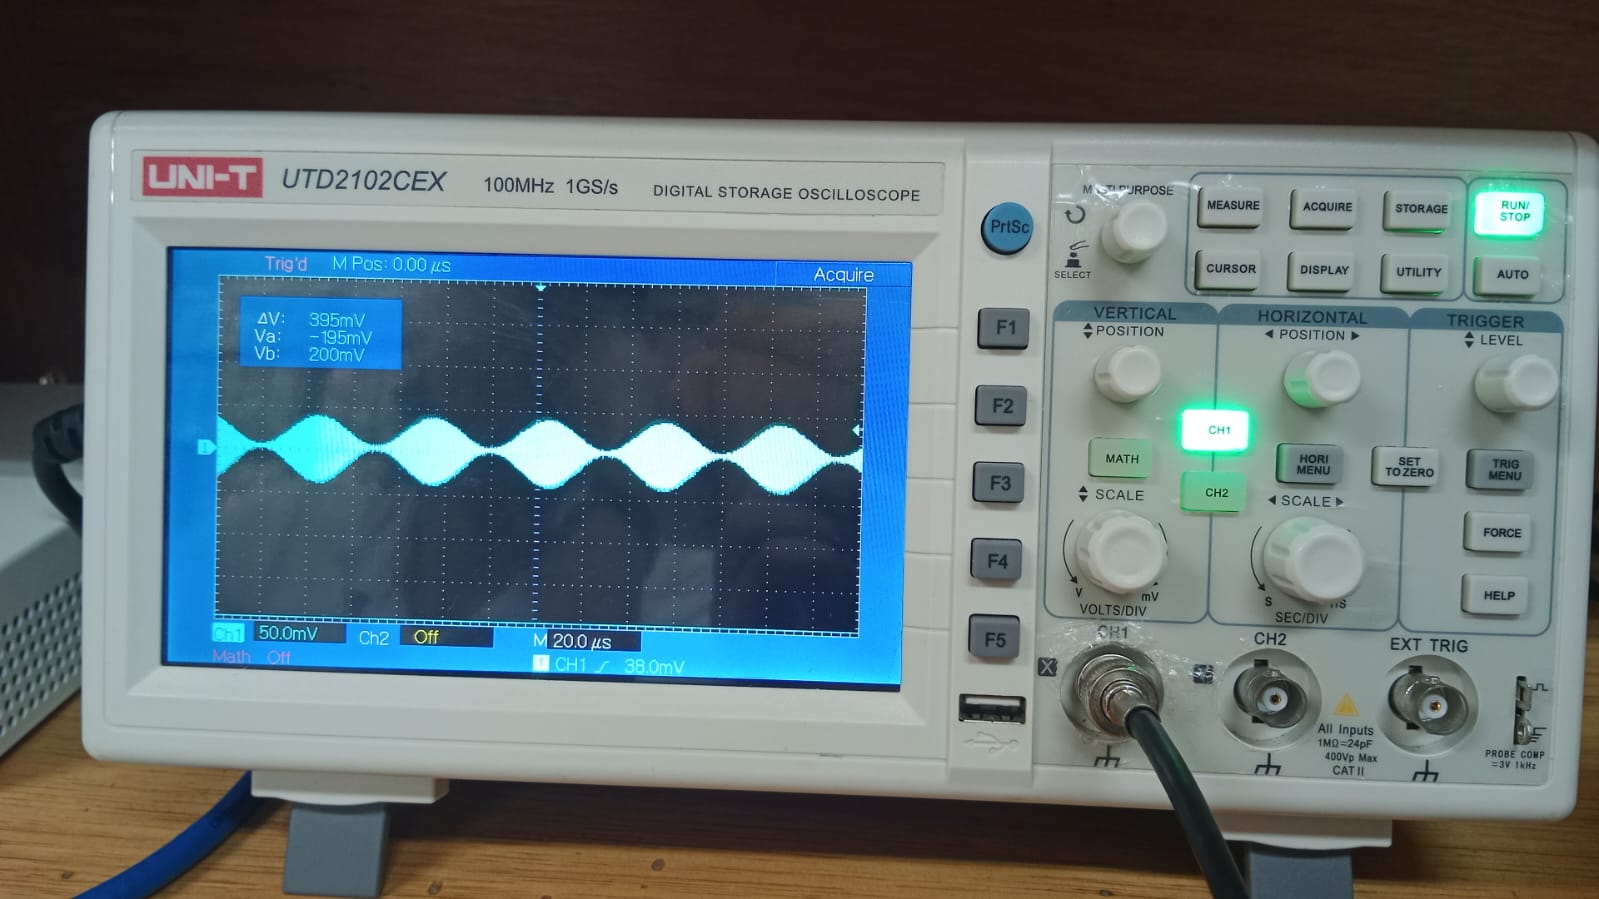 UNI-T UTD2102CEX 100MHz 1GS/s DIGITAL STORAGE OSCILLOSCOPE
Trig'd M Pos: 0.00 μs Acquire
ΔV: 395mV
Va: -195mV
Vb: 200mV
1
Ch1 50.0mV Ch2 Off M 20.0 μs
Math Off CH1 38.0mV
PrtSc
F1
F2
F3
F4
F5
SELECT
MEASURE ACQUIRE STORAGE RUN/
STOP
CURSOR DISPLAY UTILITY AUTO
VERTICAL HORIZONTAL TRIGGER
POSITION POSITION LEVEL
CH1
MATH HORI
MENU SET
TO ZERO TRIG
MENU
CH2
SCALE SCALE FORCE
V mV S
VOLTS/DIV SEC/DIV HELP
CH1 CH2 EXT TRIG
X
All Inputs
1MΩ=24pF
400Vp Max
CAT II
PROBE COMP
=3V 1kHz